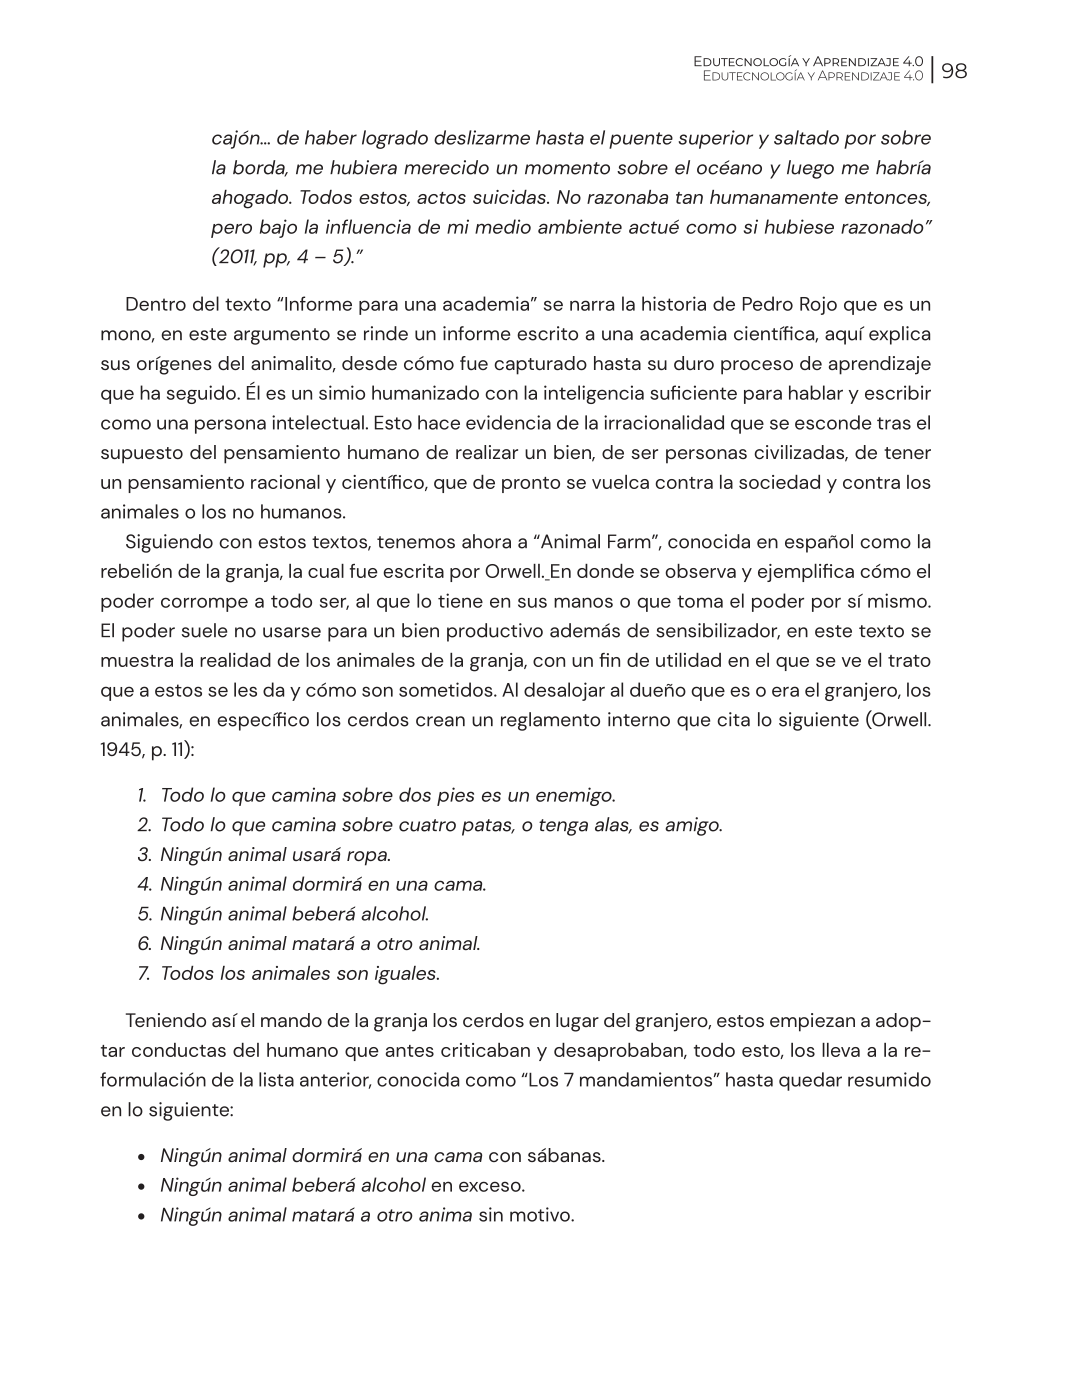 Edutecnología y Aprendizaje 4.0
Edutecnología y Aprendizaje 4.0 | 98
cajón... de haber logrado deslizarme hasta el puente superior y saltado por sobre
la borda, me hubiera merecido un momento sobre el océano y luego me habría
ahogado. Todos estos, actos suicidas. No razonaba tan humanamente entonces,
pero bajo la influencia de mi medio ambiente actué como si hubiese razonado”
(2011, pp, 4 – 5).”
Dentro del texto “Informe para una academia” se narra la historia de Pedro Rojo que es un
mono, en este argumento se rinde un informe escrito a una academia científica, aquí explica
sus orígenes del animalito, desde cómo fue capturado hasta su duro proceso de aprendizaje
que ha seguido. Él es un simio humanizado con la inteligencia suficiente para hablar y escribir
como una persona intelectual. Esto hace evidencia de la irracionalidad que se esconde tras el
supuesto del pensamiento humano de realizar un bien, de ser personas civilizadas, de tener
un pensamiento racional y científico, que de pronto se vuelca contra la sociedad y contra los
animales o los no humanos.
Siguiendo con estos textos, tenemos ahora a “Animal Farm”, conocida en español como la
rebelión de la granja, la cual fue escrita por Orwell. En donde se observa y ejemplifica cómo el
poder corrompe a todo ser, al que lo tiene en sus manos o que toma el poder por sí mismo.
El poder suele no usarse para un bien productivo además de sensibilizador, en este texto se
muestra la realidad de los animales de la granja, con un fin de utilidad en el que se ve el trato
que a estos se les da y cómo son sometidos. Al desalojar al dueño que es o era el granjero, los
animales, en específico los cerdos crean un reglamento interno que cita lo siguiente (Orwell.
1945, p. 11):
1. Todo lo que camina sobre dos pies es un enemigo.
2. Todo lo que camina sobre cuatro patas, o tenga alas, es amigo.
3. Ningún animal usará ropa.
4. Ningún animal dormirá en una cama.
5. Ningún animal beberá alcohol.
6. Ningún animal matará a otro animal.
7. Todos los animales son iguales.
Teniendo así el mando de la granja los cerdos en lugar del granjero, estos empiezan a adop-
tar conductas del humano que antes criticaban y desaprobaban, todo esto, los lleva a la re-
formulación de la lista anterior, conocida como “Los 7 mandamientos” hasta quedar resumido
en lo siguiente:
• Ningún animal dormirá en una cama con sábanas.
• Ningún animal beberá alcohol en exceso.
• Ningún animal matará a otro anima sin motivo.